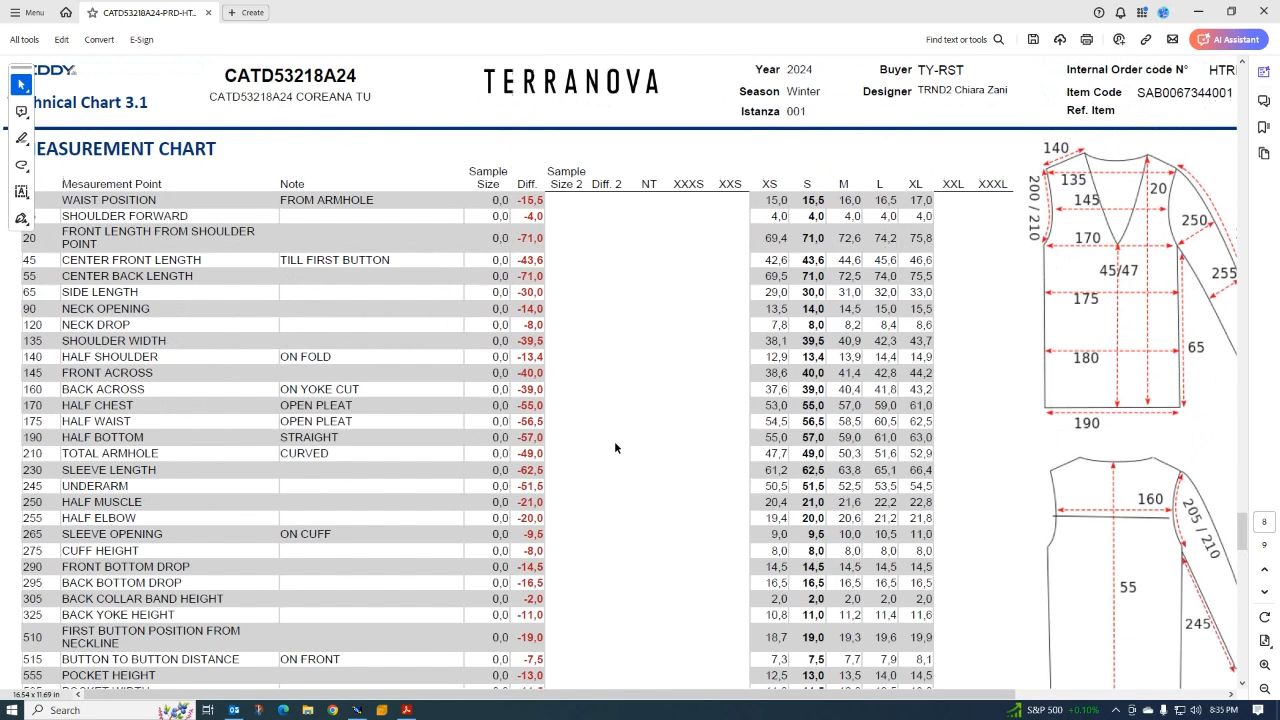 Menu CATD53218A24-PRD-HT... × + Create
All tools Edit Convert E-Sign Find text or tools AI Assistant
EDDY CATD53218A24 TERRANOVA Year 2024 Buyer TY-RST Internal Order code N°
chnical Chart 3.1 CATD53218A24 COREANA TU Season Winter Designer TRND2 Chiara Zani Item Code SAB0067344001
Istanza 001 Ref. Item
EASUREMENT CHART
Mesurement Point Note Sample Size Diff. Sample Size 2 Diff. 2 NT XXXS XXS XS S M L XL XXL XXXL
WAIST POSITION FROM ARMHOLE 0,0 -15,5 15,0 15,5 16,0 16,5 17,0
SHOULDER FORWARD 0,0 -4,0 4,0 4,0 4,0 4,0 4,0
20 FRONT LENGTH FROM SHOULDER POINT 0,0 -71,0 69,4 71,0 72,6 74,2 75,8
45 CENTER FRONT LENGTH TILL FIRST BUTTON 0,0 -43,6 42,6 43,6 44,6 45,6 46,6
55 CENTER BACK LENGTH 0,0 -71,0 69,5 71,0 72,5 74,0 75,5
65 SIDE LENGTH 0,0 -30,0 29,0 30,0 31,0 32,0 33,0
90 NECK OPENING 0,0 -14,0 13,5 14,0 14,5 15,0 15,5
120 NECK DROP 0,0 -8,0 7,8 8,0 8,2 8,4 8,6
135 SHOULDER WIDTH 0,0 -39,5 38,1 39,5 40,9 42,3 43,7
140 HALF SHOULDER ON FOLD 0,0 -13,4 12,9 13,4 13,9 14,4 14,9
145 FRONT ACROSS 0,0 -40,0 38,6 40,0 41,4 42,8 44,2
160 BACK ACROSS ON YOKE CUT 0,0 -39,0 37,6 39,0 40,4 41,8 43,2
170 HALF CHEST OPEN PLEAT 0,0 -55,0 53,0 55,0 57,0 59,0 61,0
175 HALF WAIST OPEN PLEAT 0,0 -56,5 54,5 56,5 58,5 60,5 62,5
190 HALF BOTTOM STRAIGHT 0,0 -57,0 55,0 57,0 59,0 61,0 63,0
210 TOTAL ARMHOLE CURVED 0,0 -49,0 47,7 49,0 50,3 51,6 52,9
230 SLEEVE LENGTH 0,0 -62,5 61,2 62,5 63,8 65,1 66,4
245 UNDERARM 0,0 -51,5 50,5 51,5 52,5 53,5 54,5
250 HALF MUSCLE 0,0 -21,0 20,4 21,0 21,6 22,2 22,8
255 HALF ELBOW 0,0 -20,0 19,4 20,0 20,6 21,2 21,8
265 SLEEVE OPENING ON CUFF 0,0 -9,5 9,0 9,5 10,0 10,5 11,0
275 CUFF HEIGHT 0,0 -8,0 8,0 8,0 8,0 8,0 8,0
290 FRONT BOTTOM DROP 0,0 -14,5 14,5 14,5 14,5 14,5 14,5
295 BACK BOTTOM DROP 0,0 -16,5 16,5 16,5 16,5 16,5 16,5
305 BACK COLLAR BAND HEIGHT 0,0 -2,0 2,0 2,0 2,0 2,0 2,0
325 BACK YOKE HEIGHT 0,0 -11,0 10,8 11,0 11,2 11,4 11,6
510 FIRST BUTTON POSITION FROM NECKLINE 0,0 -19,0 18,7 19,0 19,3 19,6 19,9
515 BUTTON TO BUTTON DISTANCE ON FRONT 0,0 -7,5 7,3 7,5 7,7 7,9 8,1
555 POCKET HEIGHT 0,0 -13,0 12,5 13,0 13,5 14,0 14,5
140
135
20
200 / 210
145
250
170
45/47
255
175
65
180
190
160
205 / 210
55
245
8
9
16.54 x 11.69 in
Search S&P 500 +0.10% 8:35 PM